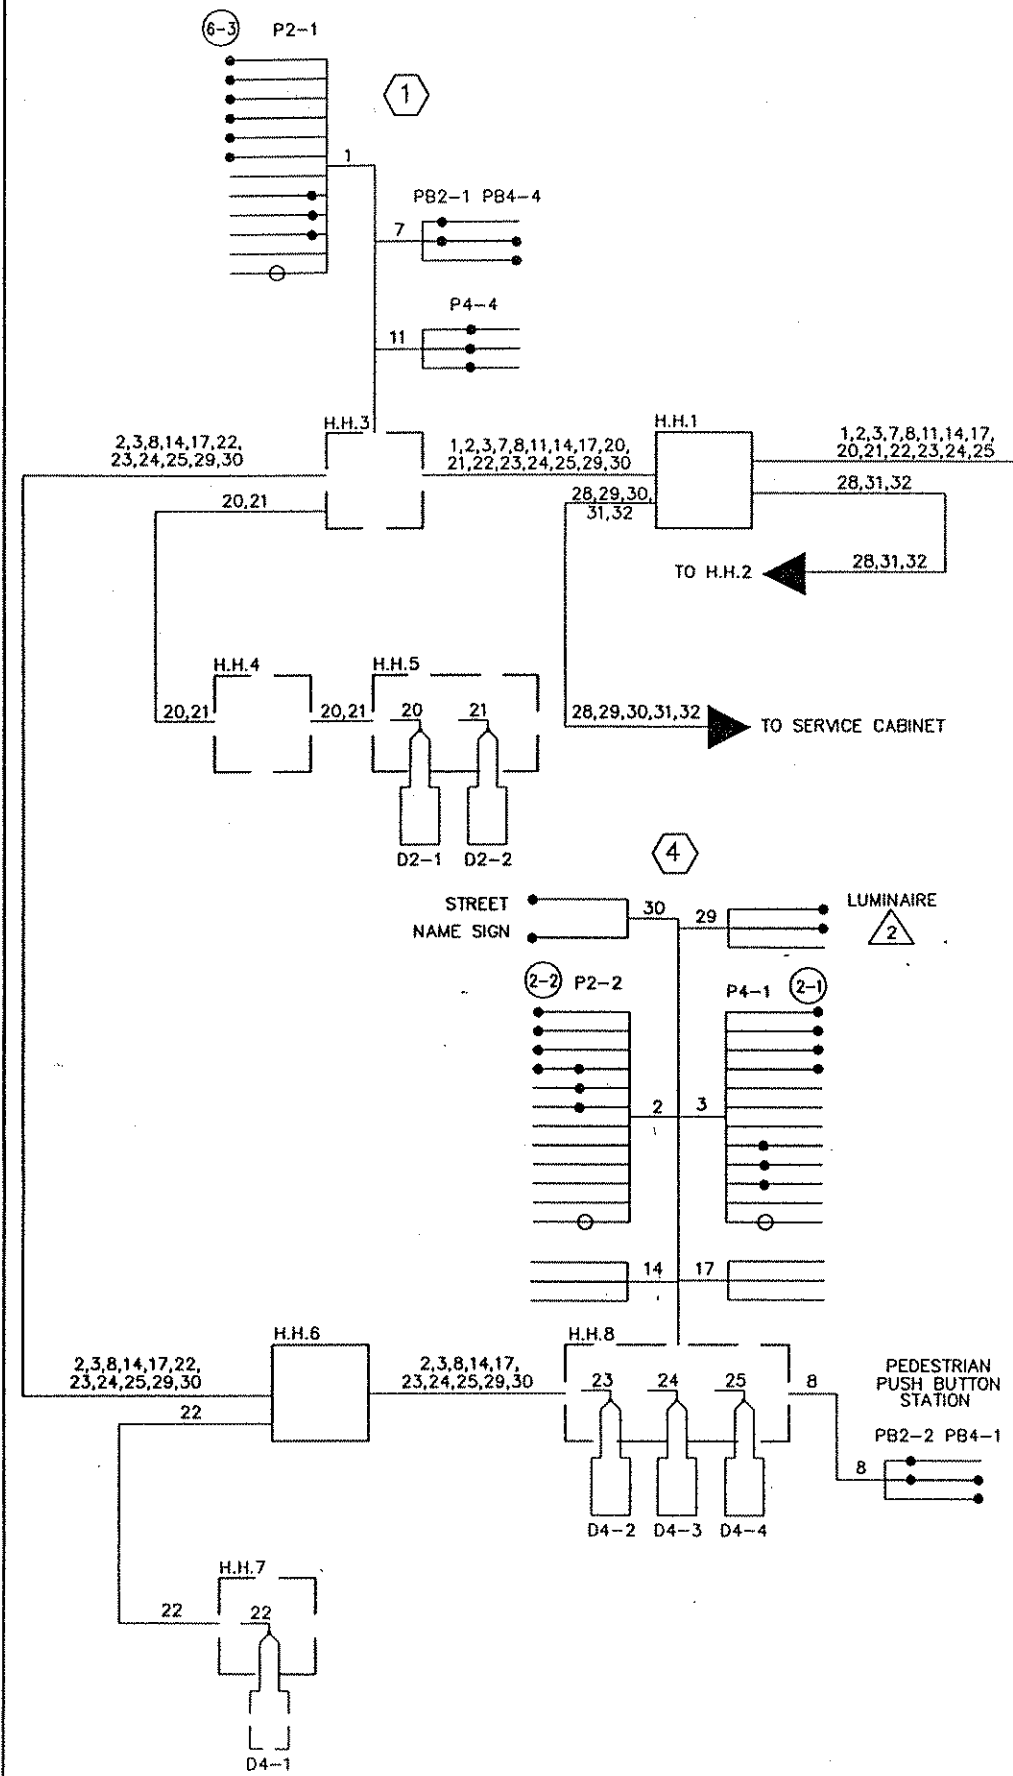 6-3 P2-1
1
1
PB2-1 PB4-4
7
P4-4
11
H.H.3
H.H.1
2,3,8,14,17,22,
23,24,25,29,30
1,2,3,7,8,11,14,17,20,
21,22,23,24,25,29,30
1,2,3,7,8,11,14,17,
20,21,22,23,24,25
20,21
28,29,30,
31,32
28,31,32
TO H.H.2
28,31,32
H.H.4
H.H.5
20,21
20,21
20
21
28,29,30,31,32
TO SERVICE CABINET
D2-1
D2-2
4
STREET
NAME SIGN
30
29
LUMINAIRE
2
2-2 P2-2
P4-1 2-1
2
3
14
17
H.H.6
H.H.8
2,3,8,14,17,22,
23,24,25,29,30
2,3,8,14,17,
23,24,25,29,30
23
24
25
8
PEDESTRIAN
PUSH BUTTON
STATION
22
PB2-2 PB4-1
8
D4-2
D4-3
D4-4
H.H.7
22
22
D4-1